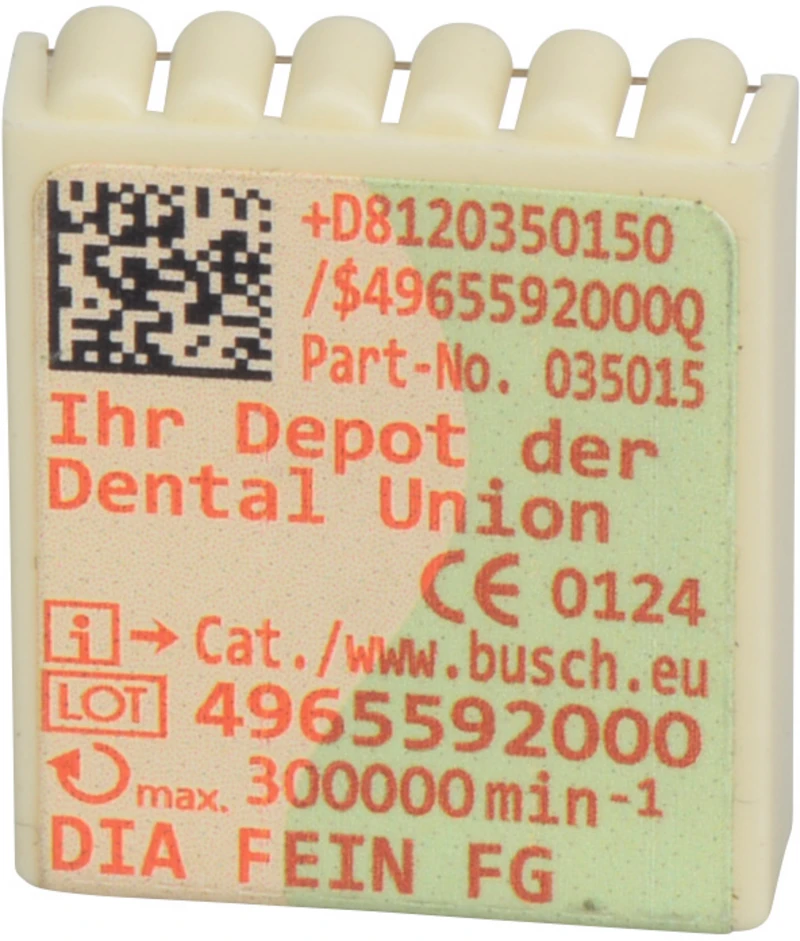 +D8120350150
/$4965592000Q
Part-No. 035015
Ihr Depot der
Dental Union
CE 0124
i → Cat./www.busch.eu
LOT 4965592000
max. 300000 min⁻¹
DIA FEIN FG